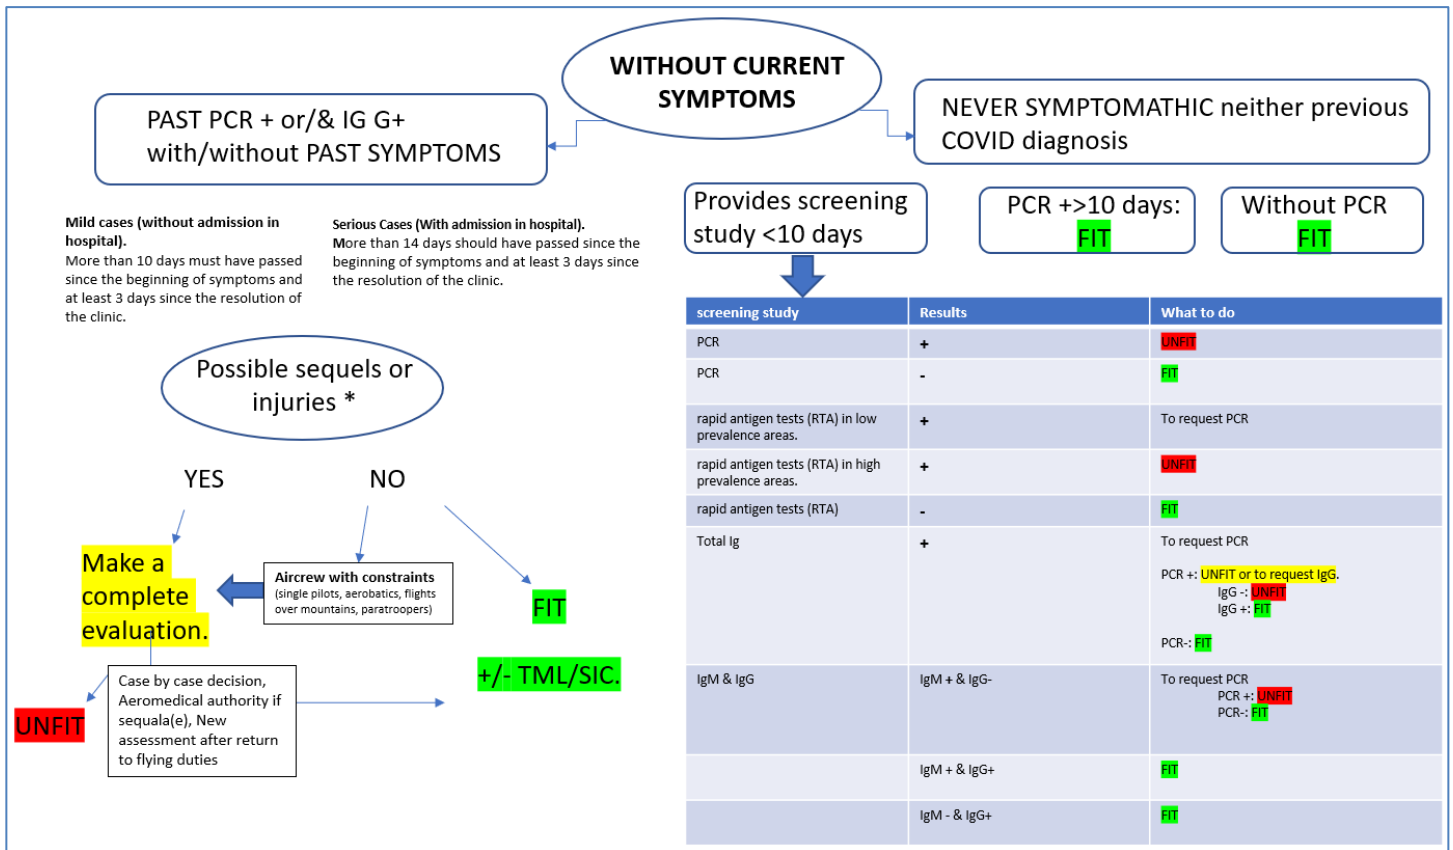 WITHOUT CURRENT
SYMPTOMS
PAST PCR + or/& IG G+
with/without PAST SYMPTOMS
NEVER SYMPTOMATHIC neither previous
COVID diagnosis
Mild cases (without admission in
hospital).
More than 10 days must have passed
since the beginning of symptoms and
at least 3 days since the resolution of
the clinic.
Serious Cases (With admission in hospital).
More than 14 days should have passed since the
beginning of symptoms and at least 3 days since
the resolution of the clinic.
Possible sequels or
injuries *
YES
NO
Make a
complete
evaluation.
Aircrew with constraints
(single pilots, aerobatics, flights
over mountains, paratroopers)
FIT
+/- TML/SIC.
Case by case decision,
Aeromedical authority if
sequala(e), New
assessment after return
to flying duties
UNFIT
Provides screening
study <10 days
PCR +>10 days:
FIT
Without PCR
FIT
screening study Results What to do
PCR + UNFIT
PCR - FIT
rapid antigen tests (RTA) in low
prevalence areas.
+ To request PCR
rapid antigen tests (RTA) in high
prevalence areas.
+ UNFIT
rapid antigen tests (RTA) - FIT
Total Ig + To request PCR
PCR +: UNFIT or to request IgG.
IgG -: UNFIT
IgG +: FIT
PCR-: FIT
IgM & IgG IgM + & IgG- To request PCR
PCR +: UNFIT
PCR-: FIT
IgM + & IgG+ FIT
IgM - & IgG+ FIT